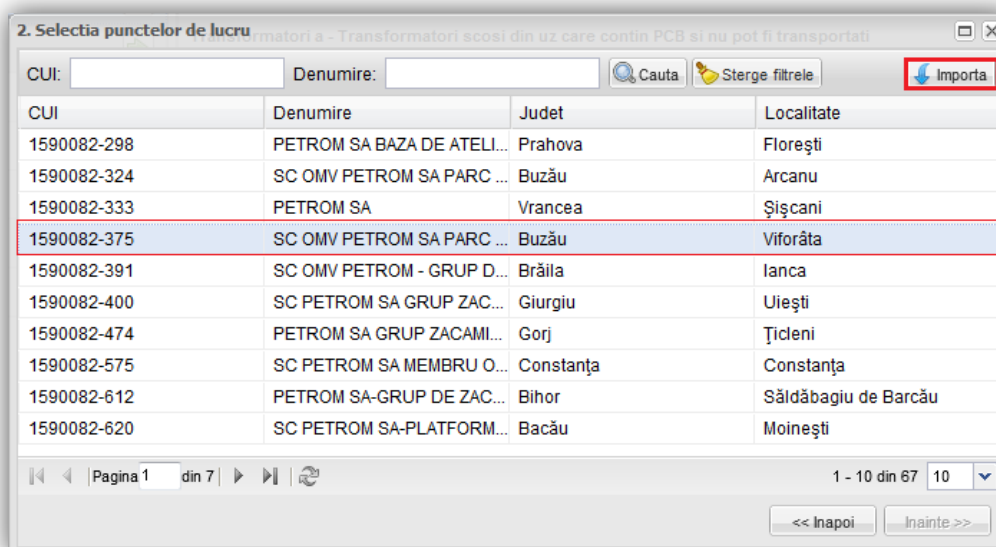 2. Selectia punctelor de lucru
Transformatori a - Transformatori scosi din uz care contin PCB si nu pot fi transportati
CUI: Denumire: Cauta Sterge filtrele Importa
CUI Denumire Judet Localitate
1590082-298 PETROM SA BAZA DE ATELI... Prahova Floreşti
1590082-324 SC OMV PETROM SA PARC ... Buzău Arcanu
1590082-333 PETROM SA Vrancea Şişcani
1590082-375 SC OMV PETROM SA PARC ... Buzău Viforâta
1590082-391 SC OMV PETROM - GRUP D... Brăila Ianca
1590082-400 SC PETROM SA GRUP ZAC... Giurgiu Uieşti
1590082-474 PETROM SA GRUP ZACAMI... Gorj Ţicleni
1590082-575 SC PETROM SA MEMBRU O... Constanţa Constanţa
1590082-612 PETROM SA-GRUP DE ZAC... Bihor Săldăbagiu de Barcău
1590082-620 SC PETROM SA-PLATFORM... Bacău Moineşti
Pagina 1 din 7 1 - 10 din 67 10
<< Inapoi Inainte >>